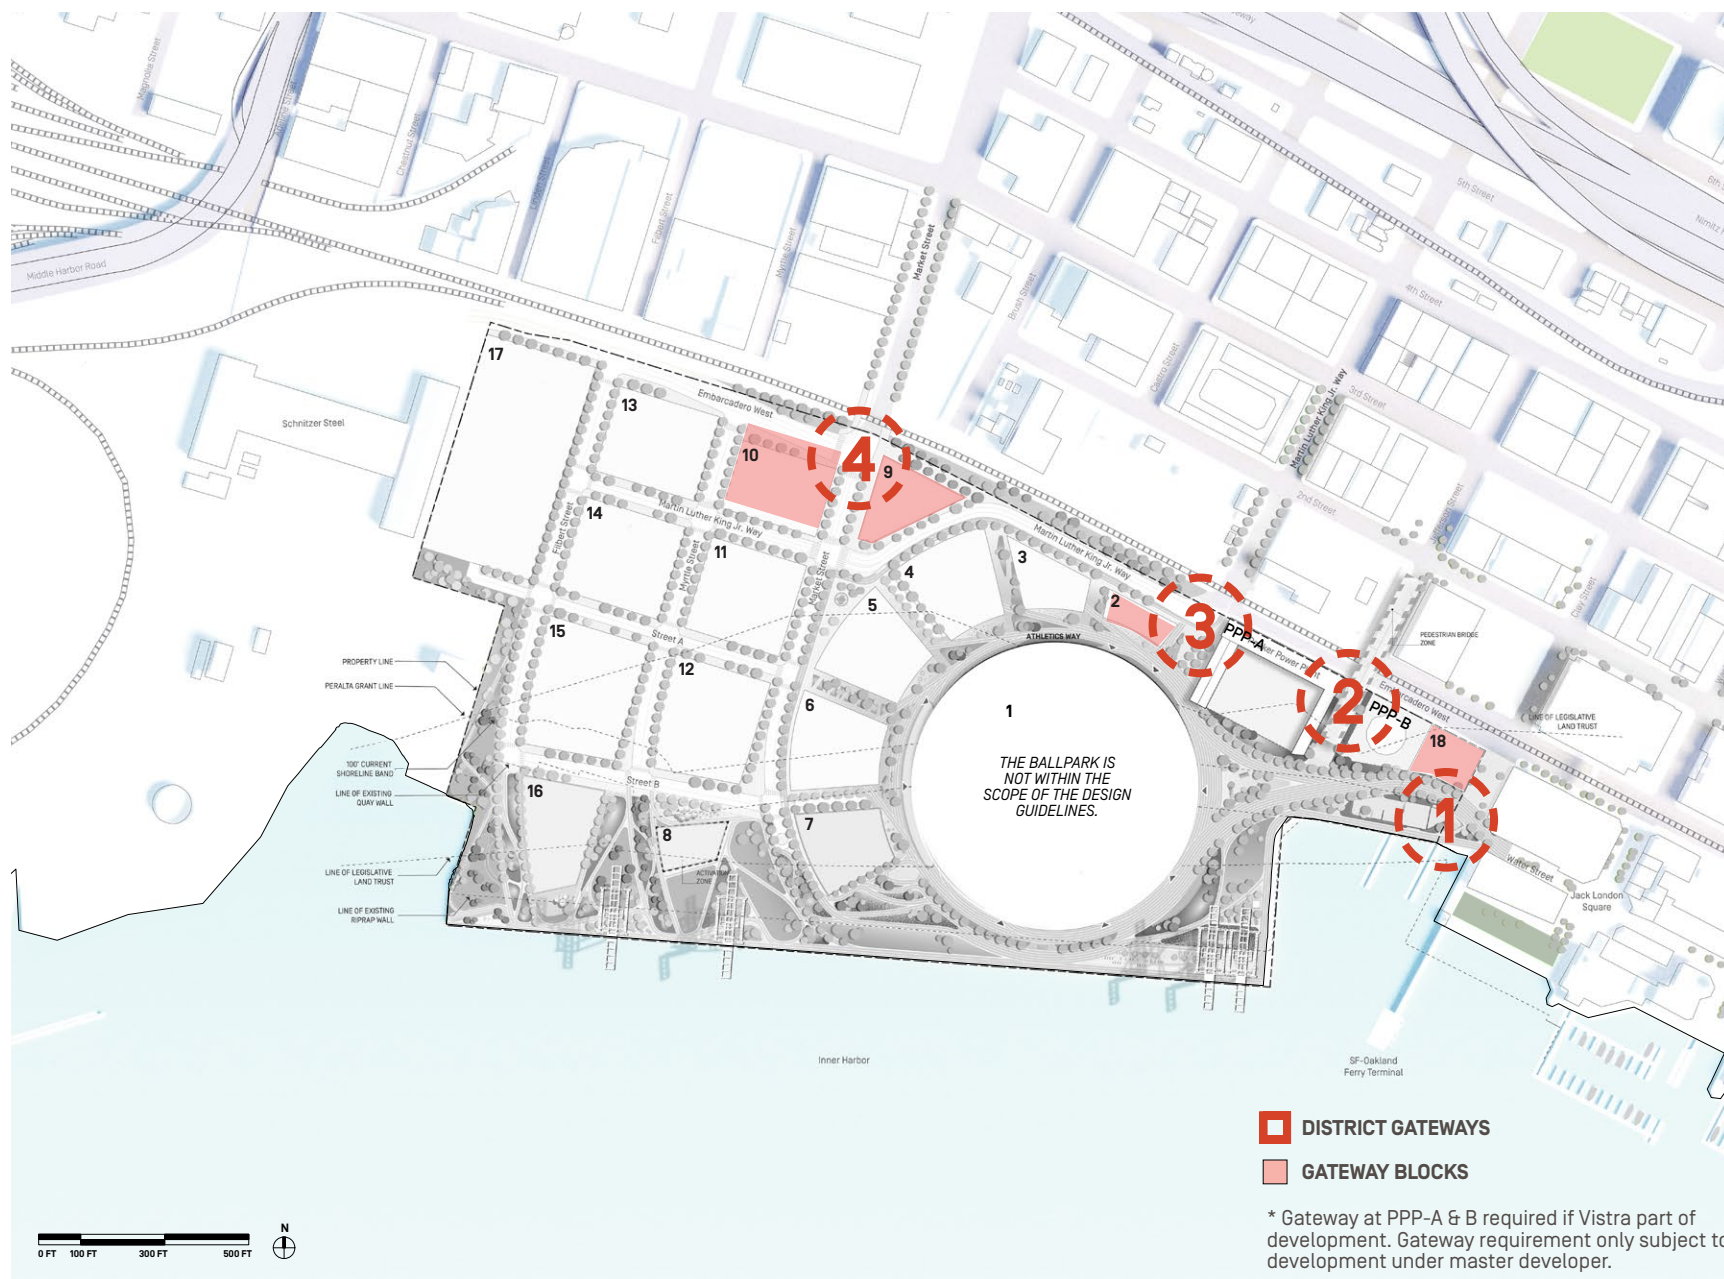 Magnolia Street
Adeline Street
Chestnut Street
Linden Street
Filbert Street
Myrtle Street
Market Street
Brush Street
Castro Street
Martin Luther King Jr. Way
Jefferson Street
Clay Street
6th
5th Street
4th Street
3rd Street
2nd Street
Nimitz
Middle Harbor Road
Schnitzer Steel
17
13
Embarcadero West
10
4
9
14
Filbert Street
Martin Luther King Jr. Way
11
Myrtle Street
Market Street
Martin Luther King Jr. Way
3
4
5
2
3
15
Street A
12
ATHLETICS WAY
PPP-A
Power Plant
PEDESTRIAN BRIDGE
ZONE
PROPERTY LINE
PERALTA GRANT LINE
6
1
2
PPP-B
Embarcadero West
LINE OF LEGISLATIVE
LAND TRUST
18
100' CURRENT
SHORELINE BAND
LINE OF EXISTING
QUAY WALL
THE BALLPARK IS
NOT WITHIN THE
SCOPE OF THE DESIGN
GUIDELINES.
Street B
16
8
7
1
ACTIVATION
ZONE
LINE OF LEGISLATIVE
LAND TRUST
LINE OF EXISTING
RIPRAP WALL
Water Street
Jack London
Square
Inner Harbor
SF-Oakland
Ferry Terminal
DISTRICT GATEWAYS
GATEWAY BLOCKS
* Gateway at PPP-A & B required if Vistra part of
development. Gateway requirement only subject to
development under master developer.
0 FT 100 FT 300 FT 500 FT
N